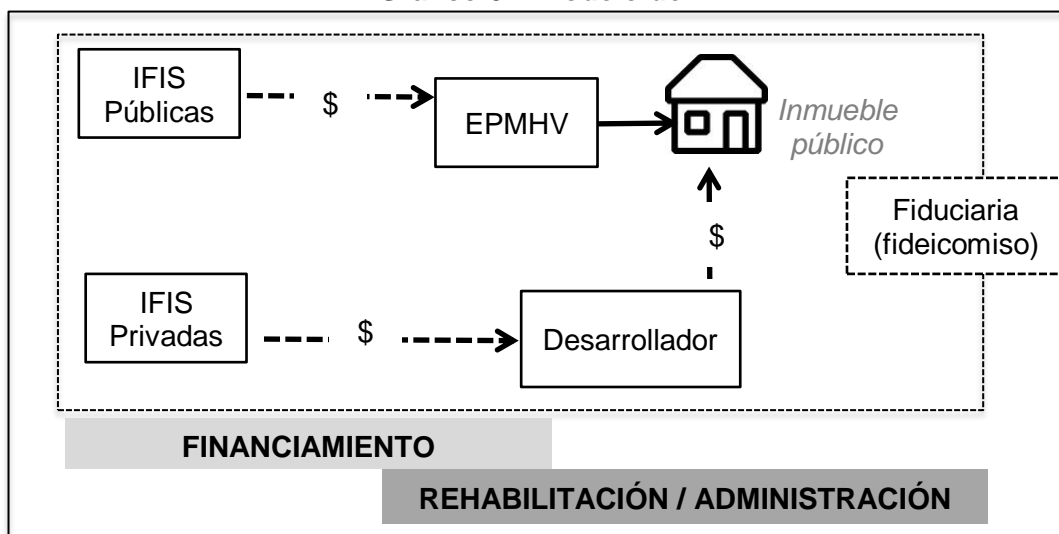 IFIS
Públicas
$
EPMHV
Inmueble
público
Fiduciaria
(fideicomiso)
$
IFIS
Privadas
$
Desarrollador
FINANCIAMIENTO
REHABILITACIÓN / ADMINISTRACIÓN